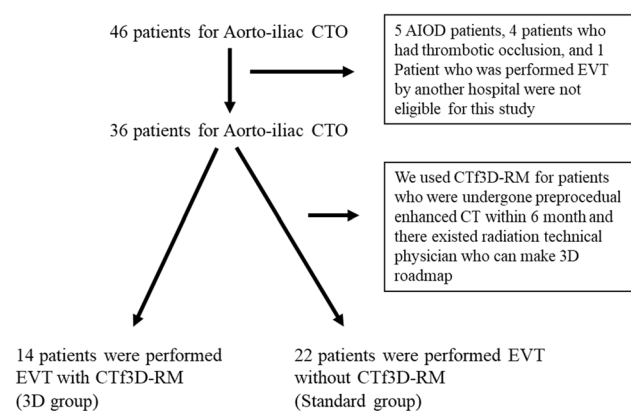 46 patients for Aorto-iliac CTO
5 AIOD patients, 4 patients who
had thrombotic occlusion, and 1
Patient who was performed EVT
by another hospital were not
eligible for this study
36 patients for Aorto-iliac CTO
We used CTf3D-RM for patients
who were undergone preprocedual
enhanced CT within 6 month and
there existed radiation technical
physician who can make 3D
roadmap
14 patients were performed
EVT with CTf3D-RM
(3D group)
22 patients were performed EVT
without CTf3D-RM
(Standard group)